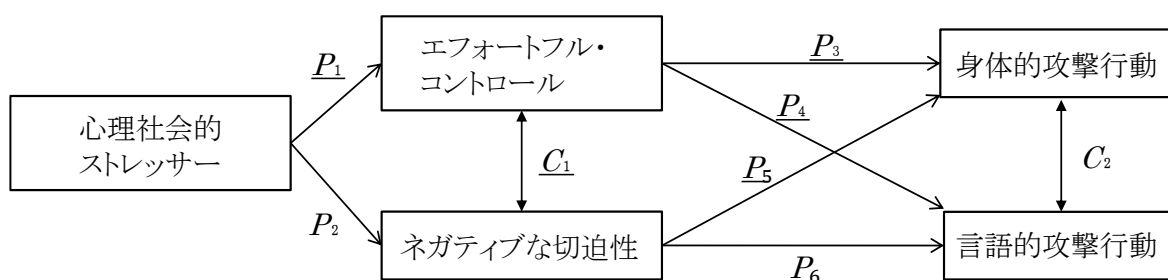 心理社会的
ストレッサー
P1
P2
エフォートフル・
コントロール
C1
ネガティブな切迫性
P3
P4
P5
P6
身体的攻撃行動
C2
言語的攻撃行動